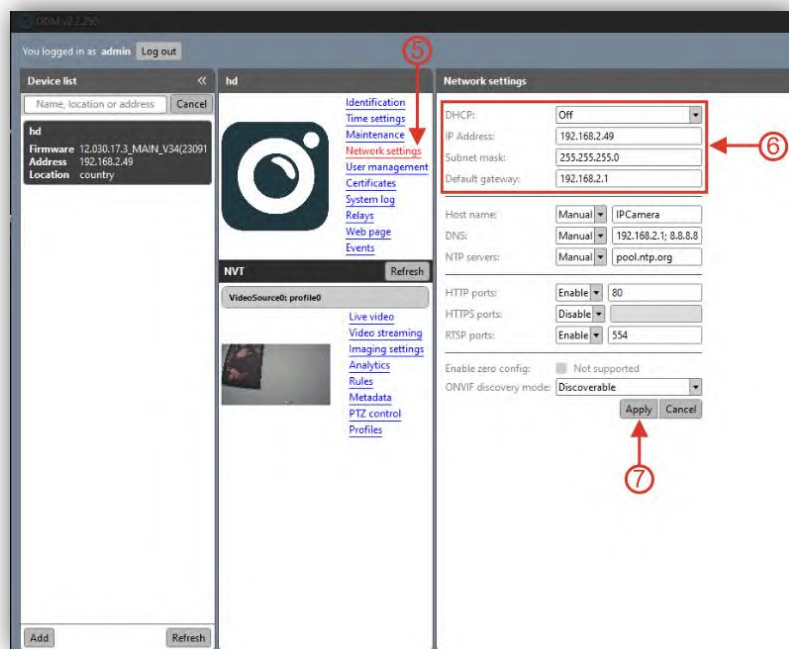 ODM v2.2.250
You logged in as admin Log out
Device list «
Name, location or address Cancel
hd
Firmware 12.030.17.3_MAIN_V34(23091
Address 192.168.2.49
Location country
Add Refresh
hd
Identification
Time settings
Maintenance
Network settings
User management
Certificates
System log
Relays
Web page
Events
NVT Refresh
VideoSource0: profile0
Live video
Video streaming
Imaging settings
Analytics
Rules
Metadata
PTZ control
Profiles
5
Network settings
DHCP: Off
IP Address: 192.168.2.49
Subnet mask: 255.255.255.0
Default gateway: 192.168.2.1
6
Host name: Manual IPCamera
DNS: Manual 192.168.2.1; 8.8.8.8
NTP servers: Manual pool.ntp.org
HTTP ports: Enable 80
HTTPS ports: Disable
RTSP ports: Enable 554
Enable zero config: Not supported
ONVIF discovery mode: Discoverable
Apply Cancel
7